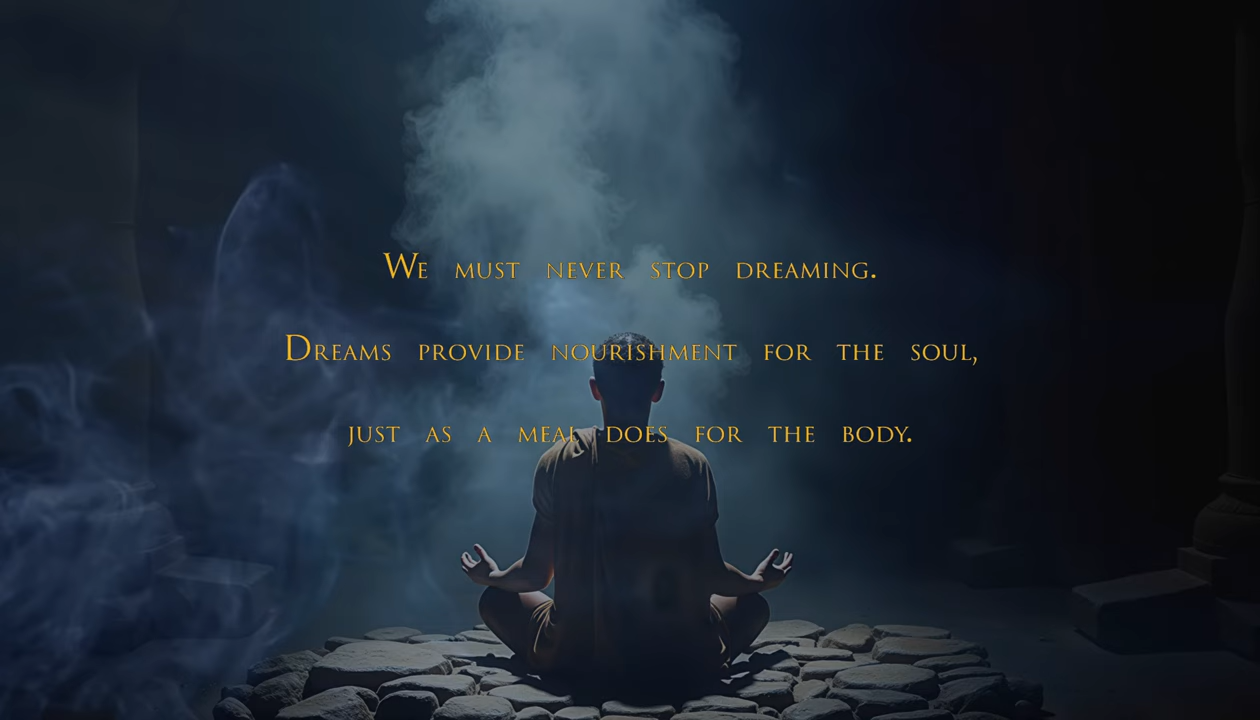 We must never stop dreaming.
Dreams provide nourishment for the soul,
just as a meal does for the body.